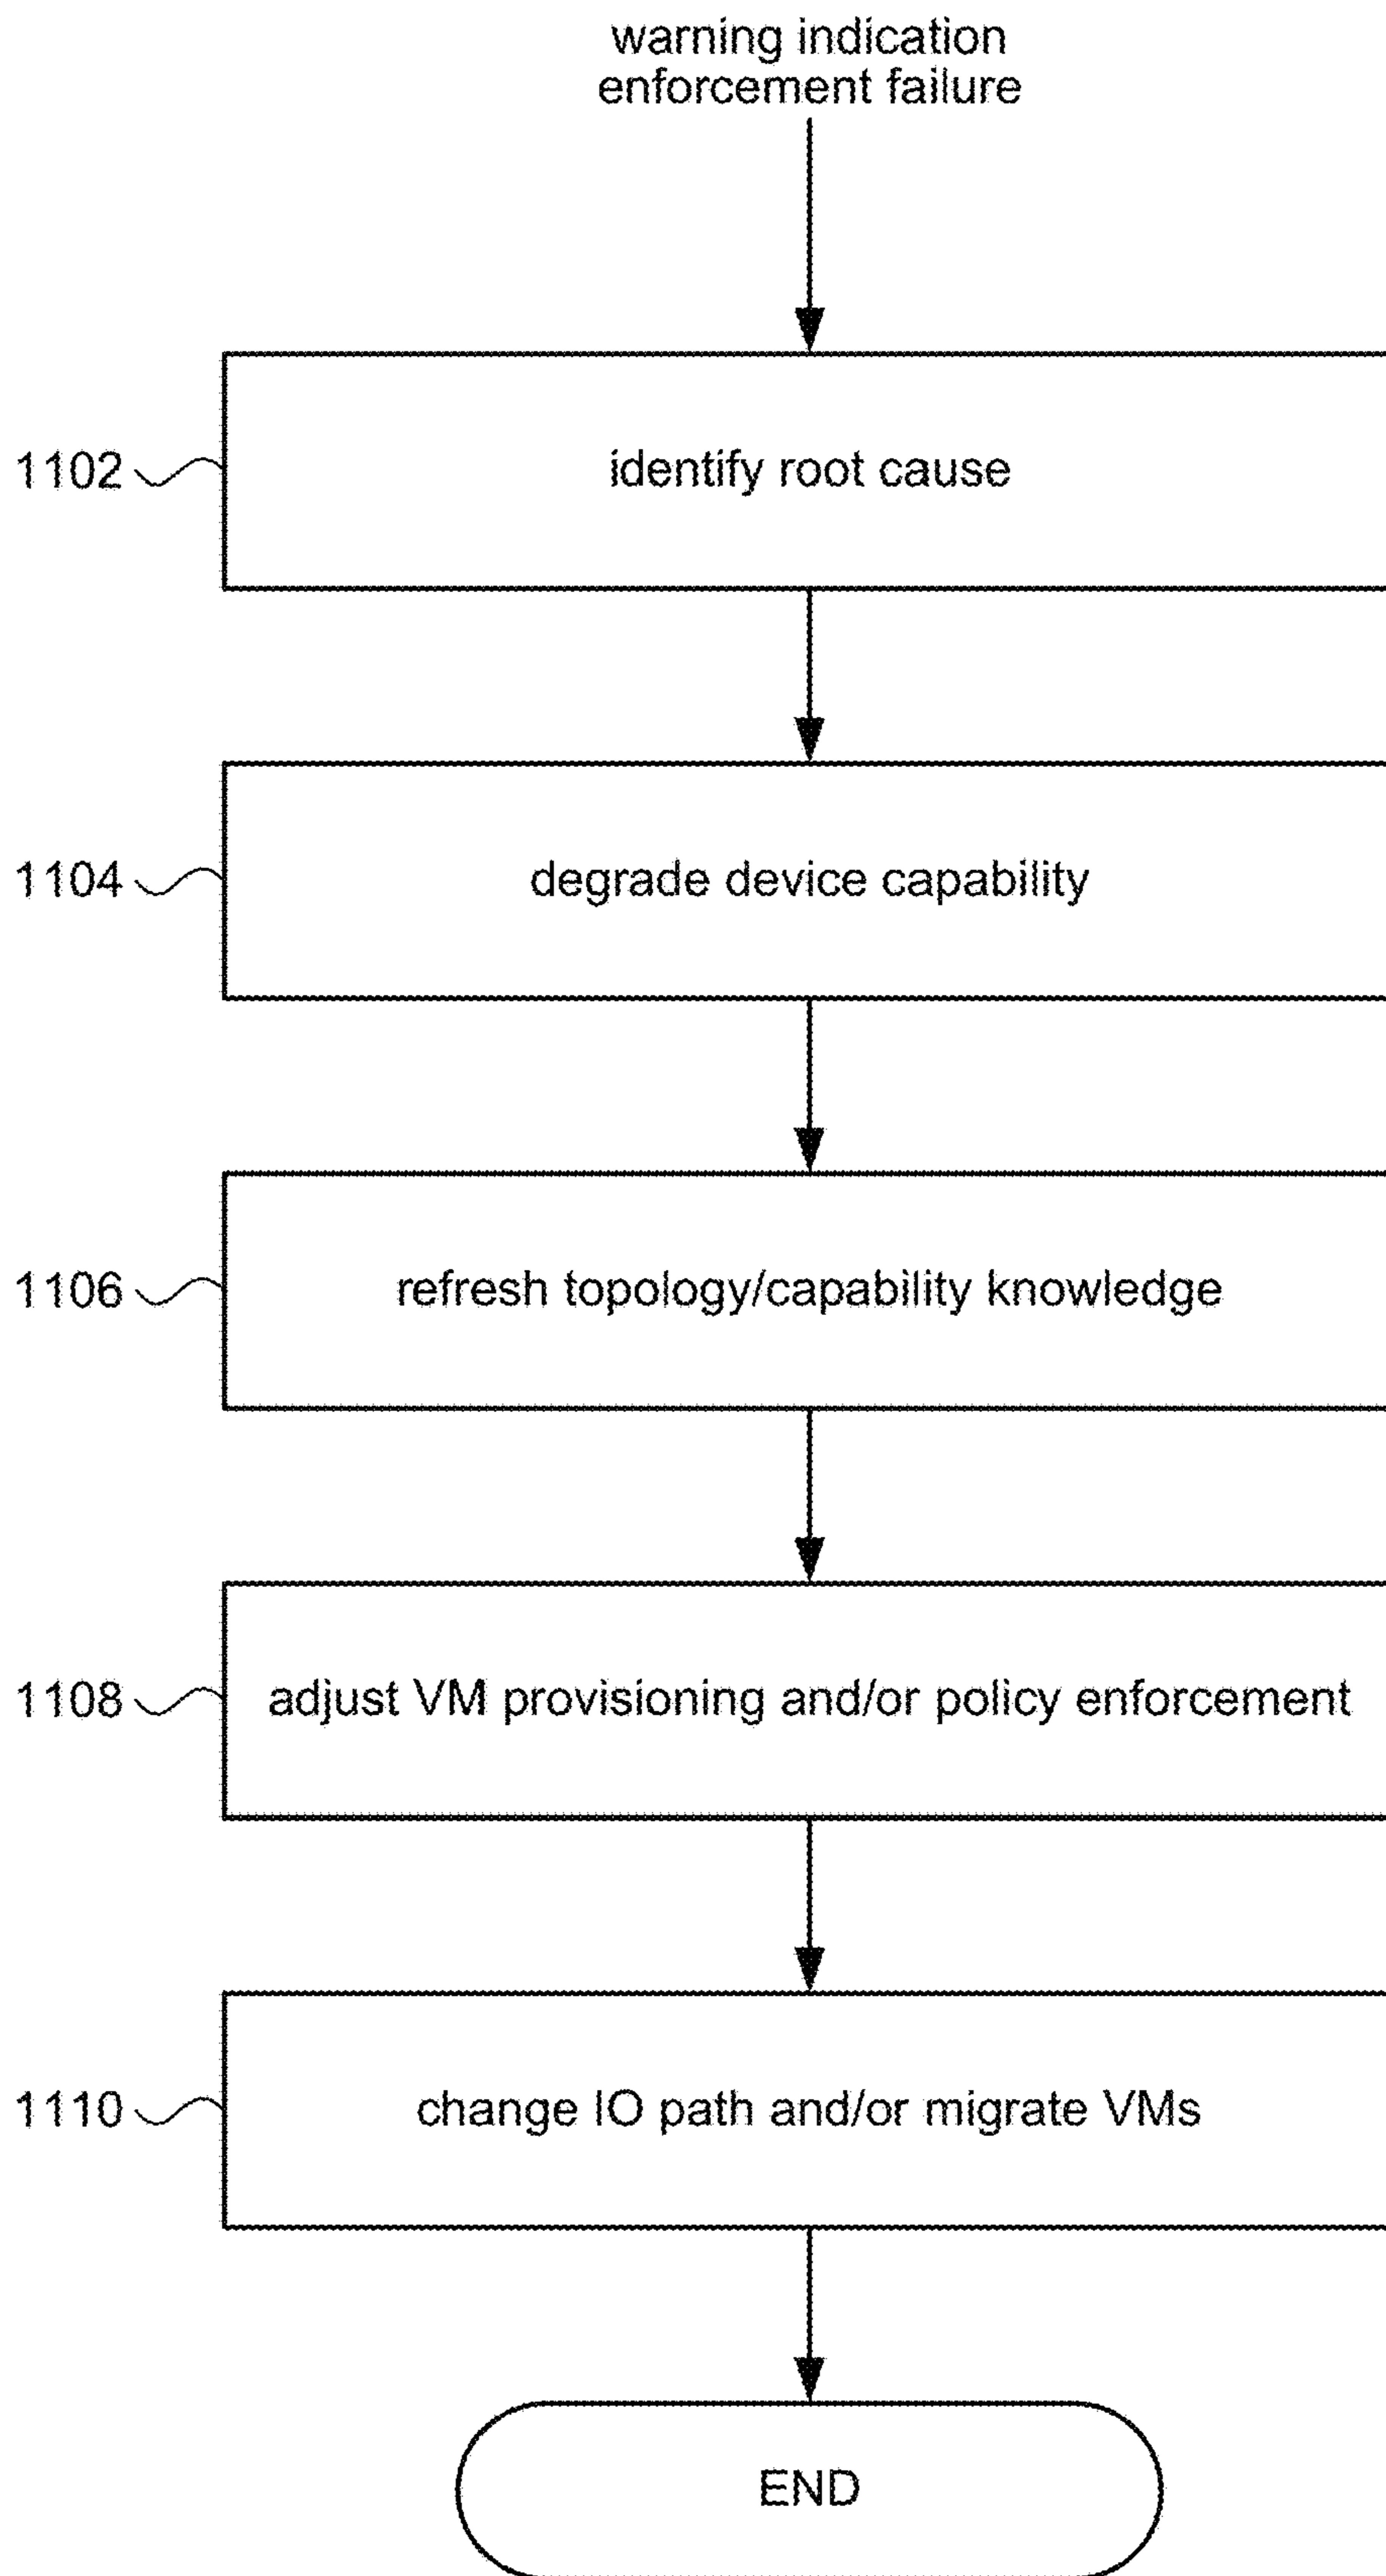 warning indication
enforcement failure
1102
identify root cause
1104
degrade device capability
1106
refresh topology/capability knowledge
1108
adjust VM provisioning and/or policy enforcement
1110
change IO path and/or migrate VMs
END